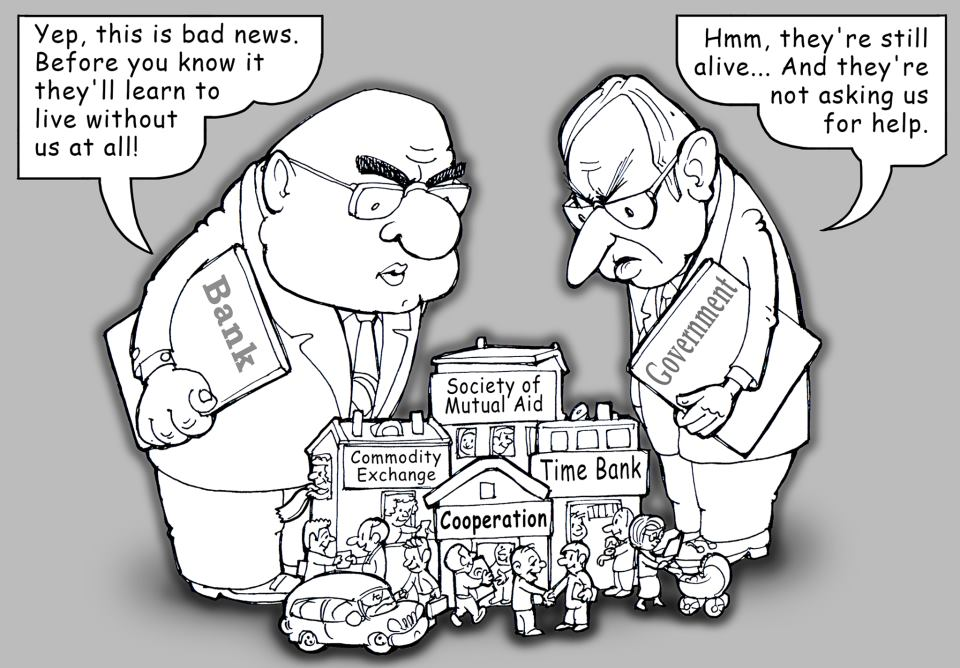 Yep, this is bad news.
Before you know it
they'll learn to
live without
us at all!
Hmm, they're still
alive... And they're
not asking us
for help.
Bank
Government
Society of
Mutual Aid
Commodity
Exchange
Time Bank
Cooperation